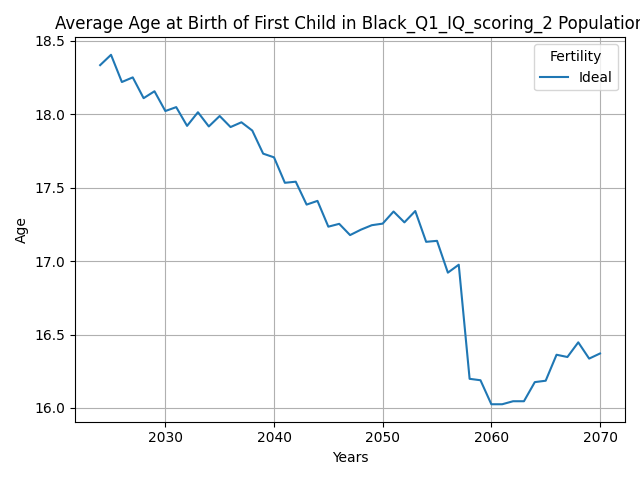 Average Age at Birth of First Child in Black_Q1_IQ_scoring_2 Population
Fertility
Ideal
18.5
18.0
17.5
17.0
16.5
16.0
Age
2030 2040 2050 2060 2070
Years